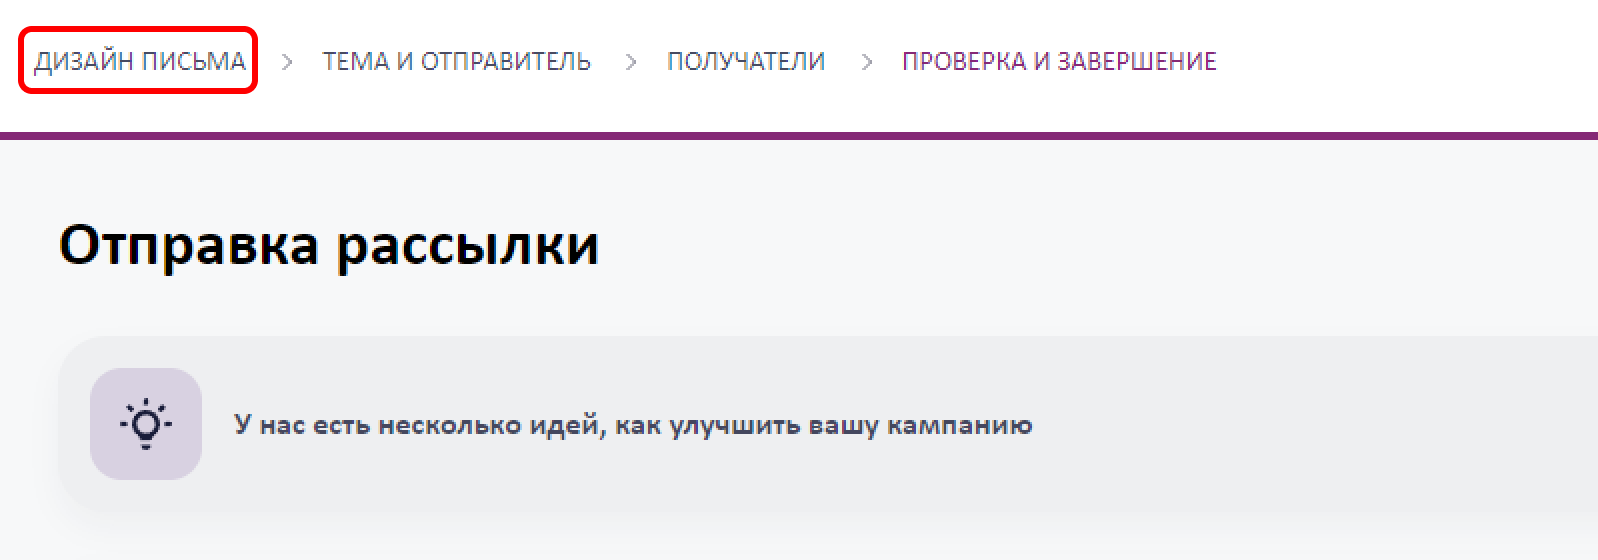 ДИЗАЙН ПИСЬМА > ТЕМА И ОТПРАВИТЕЛЬ > ПОЛУЧАТЕЛИ > ПРОВЕРКА И ЗАВЕРШЕНИЕ
Отправка рассылки
У нас есть несколько идей, как улучшить вашу кампанию